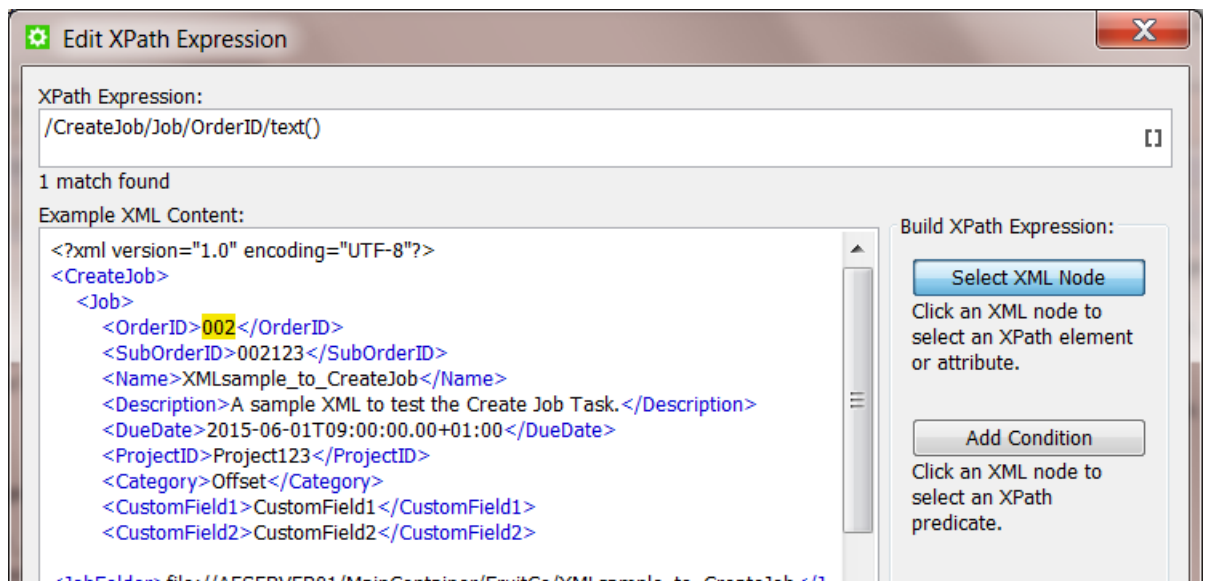 Edit XPath Expression
XPath Expression:
/CreateJob/Job/OrderID/text()
[]
1 match found
Example XML Content:
<?xml version="1.0" encoding="UTF-8"?>
<CreateJob>
<Job>
<OrderID>002</OrderID>
<SubOrderID>002123</SubOrderID>
<Name>XMLsample_to_CreateJob</Name>
<Description>A sample XML to test the Create Job Task.</Description>
<DueDate>2015-06-01T09:00:00.00+01:00</DueDate>
<ProjectID>Project123</ProjectID>
<Category>Offset</Category>
<CustomField1>CustomField1</CustomField1>
<CustomField2>CustomField2</CustomField2>
Build XPath Expression:
Select XML Node
Click an XML node to
select an XPath element
or attribute.
Add Condition
Click an XML node to
select an XPath
predicate.